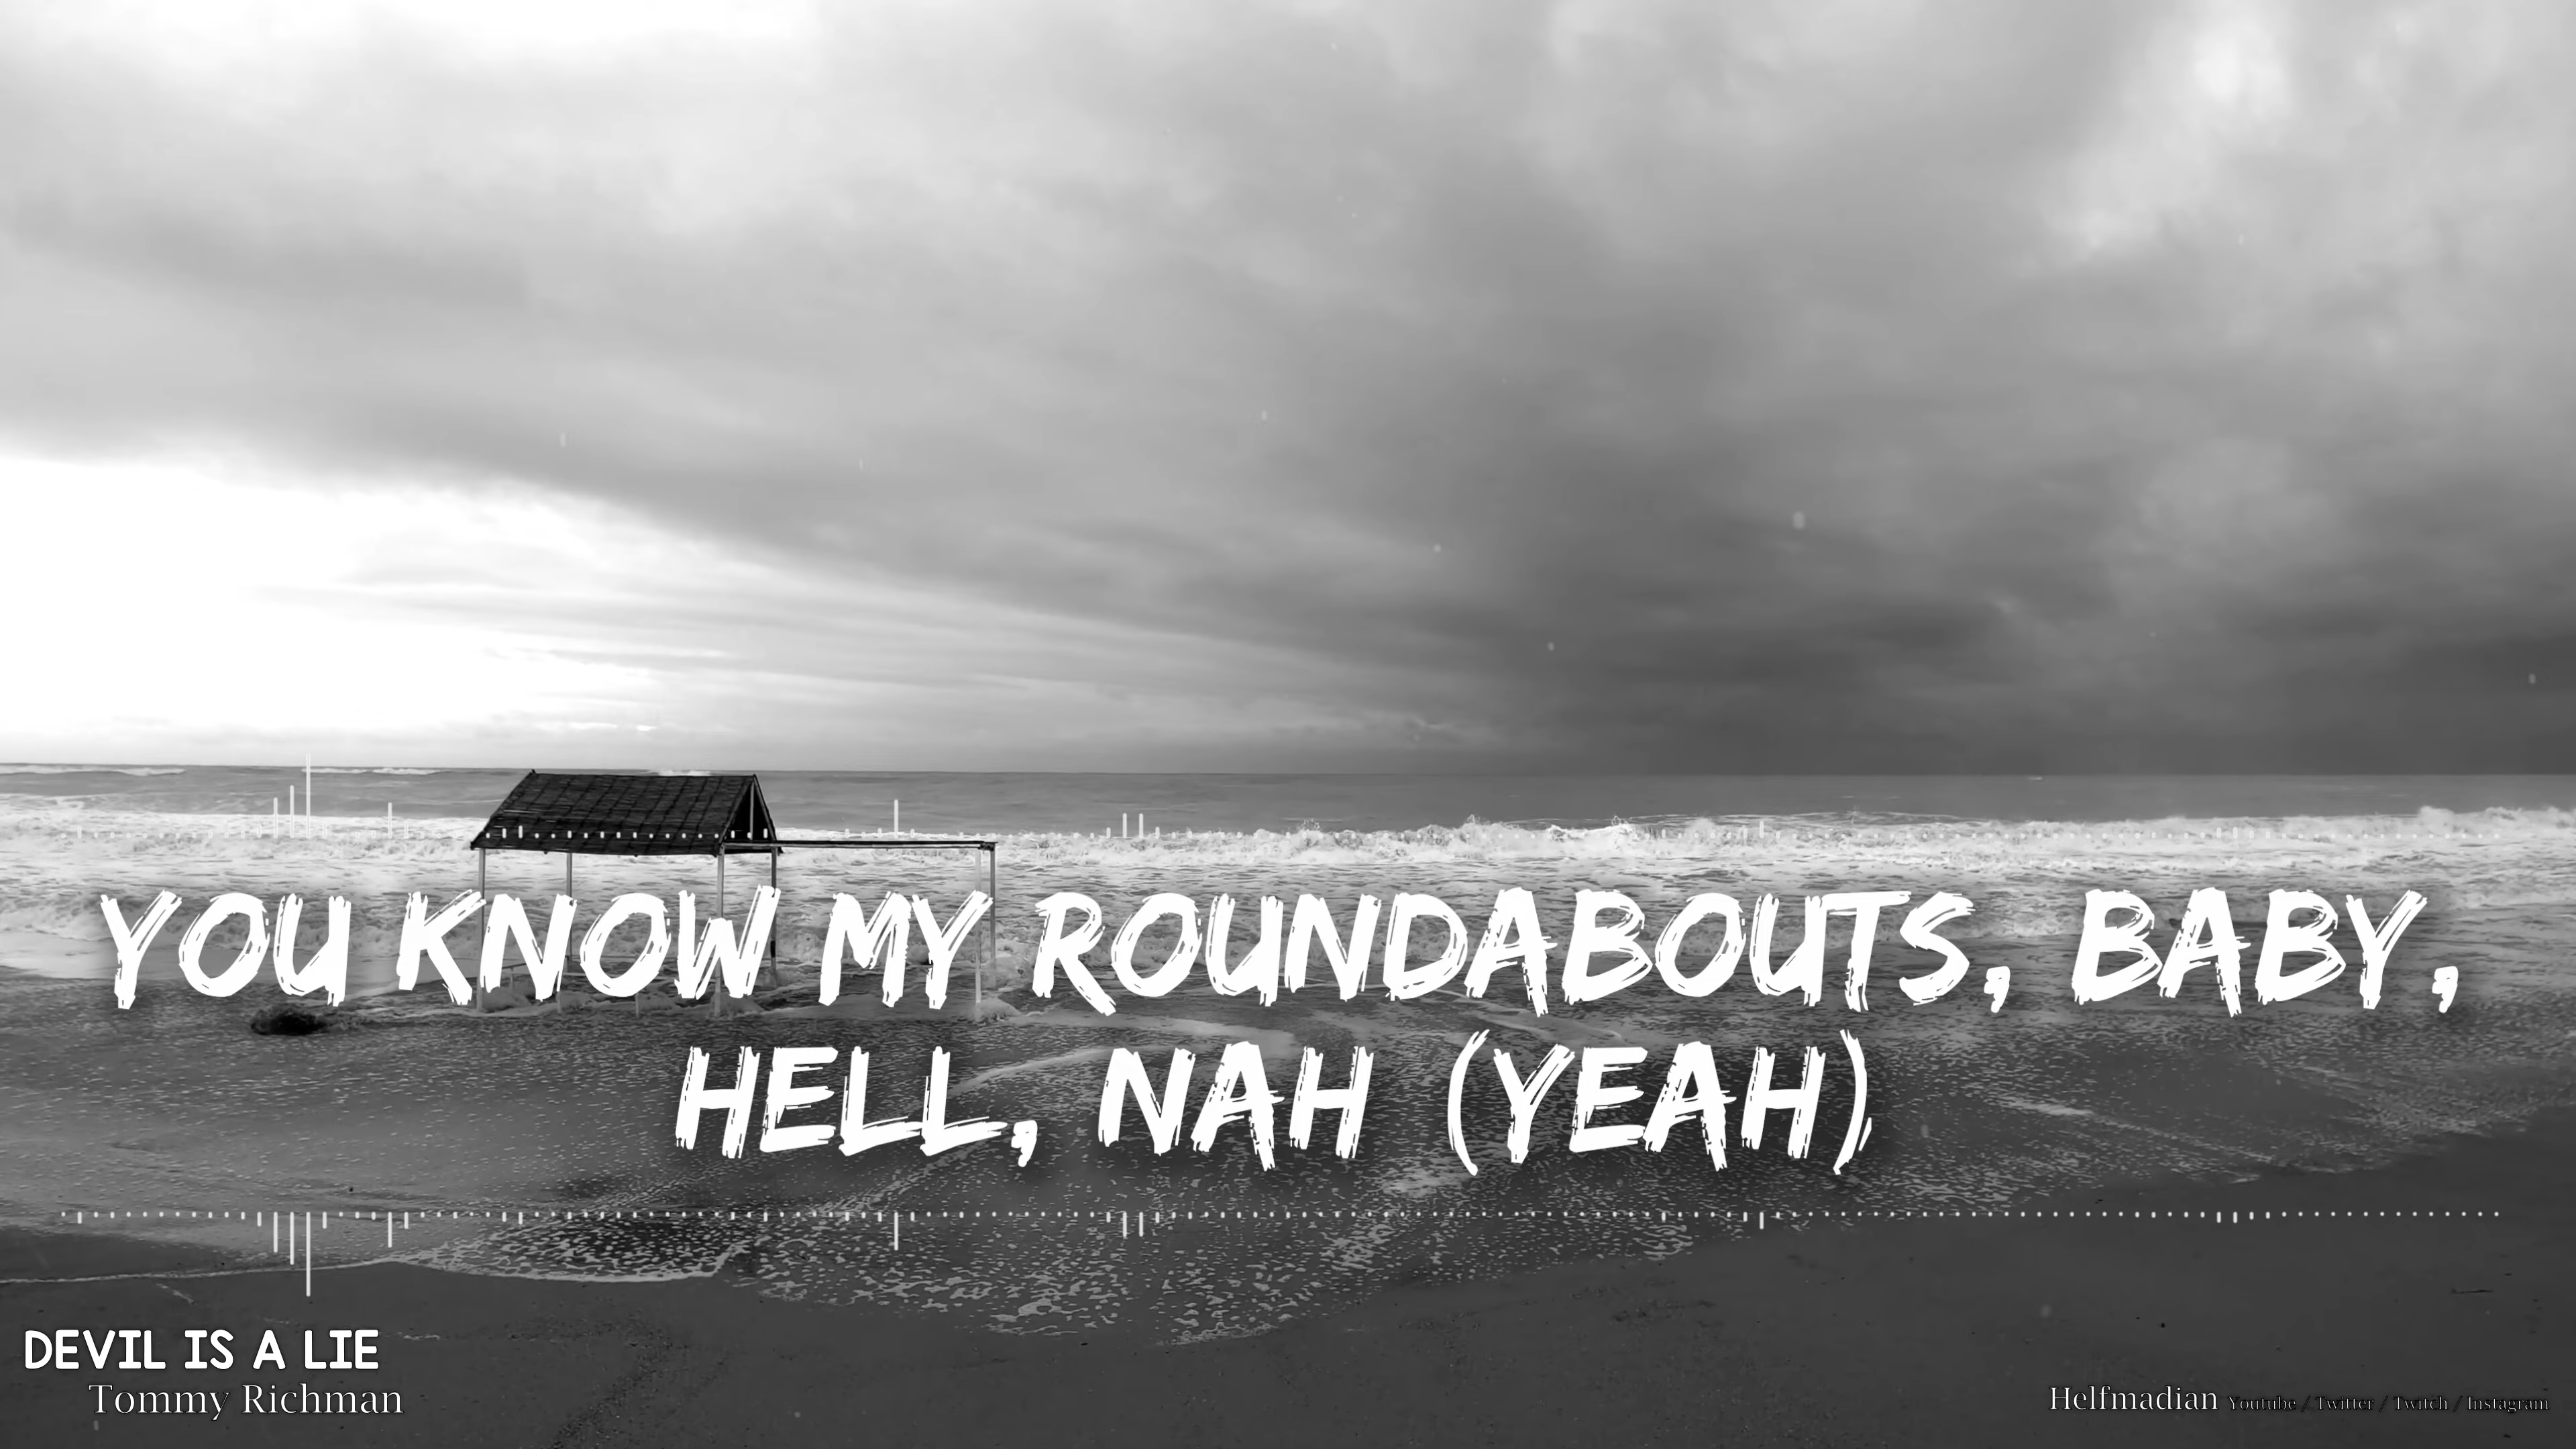 YOU KNOW MY ROUNDABOUTS, BABY,
HELL, NAH (YEAH)
DEVIL IS A LIE
Tommy Richman
Helfmadian Youtube / Twitter / Twitch / Instagram